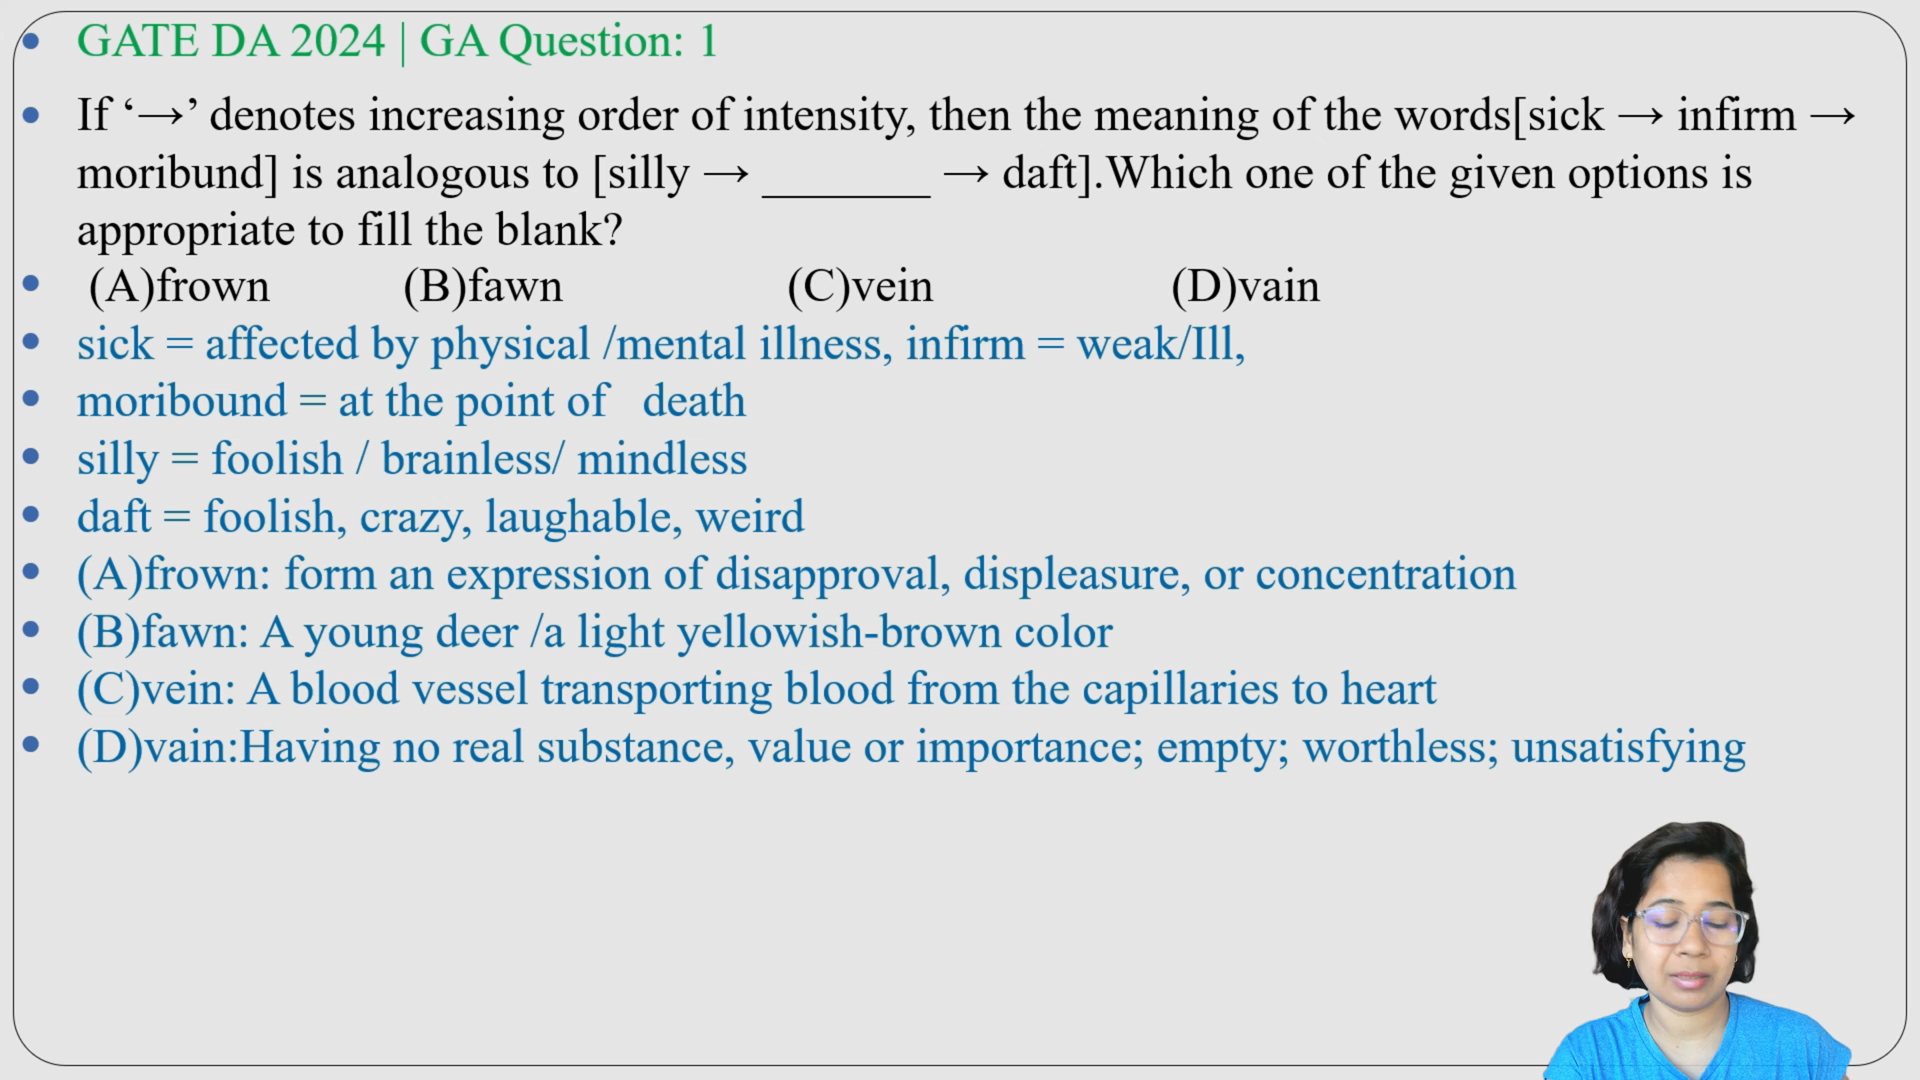 GATE DA 2024 | GA Question: 1
If ‘→’ denotes increasing order of intensity, then the meaning of the words[sick → infirm →
moribund] is analogous to [silly → _______ → daft].Which one of the given options is
appropriate to fill the blank?
(A)frown (B)fawn (C)vein (D)vain
sick = affected by physical /mental illness, infirm = weak/Ill,
moribound = at the point of death
silly = foolish / brainless/ mindless
daft = foolish, crazy, laughable, weird
(A)frown: form an expression of disapproval, displeasure, or concentration
(B)fawn: A young deer /a light yellowish-brown color
(C)vein: A blood vessel transporting blood from the capillaries to heart
(D)vain:Having no real substance, value or importance; empty; worthless; unsatisfying